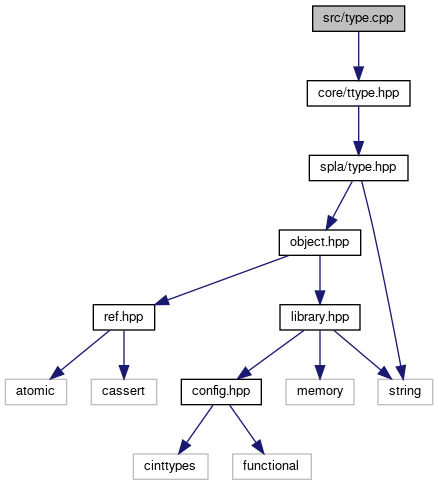 src/type.cpp
core/ttype.hpp
spla/type.hpp
object.hpp
ref.hpp
library.hpp
atomic
cassert
config.hpp
memory
string
cinttypes
functional